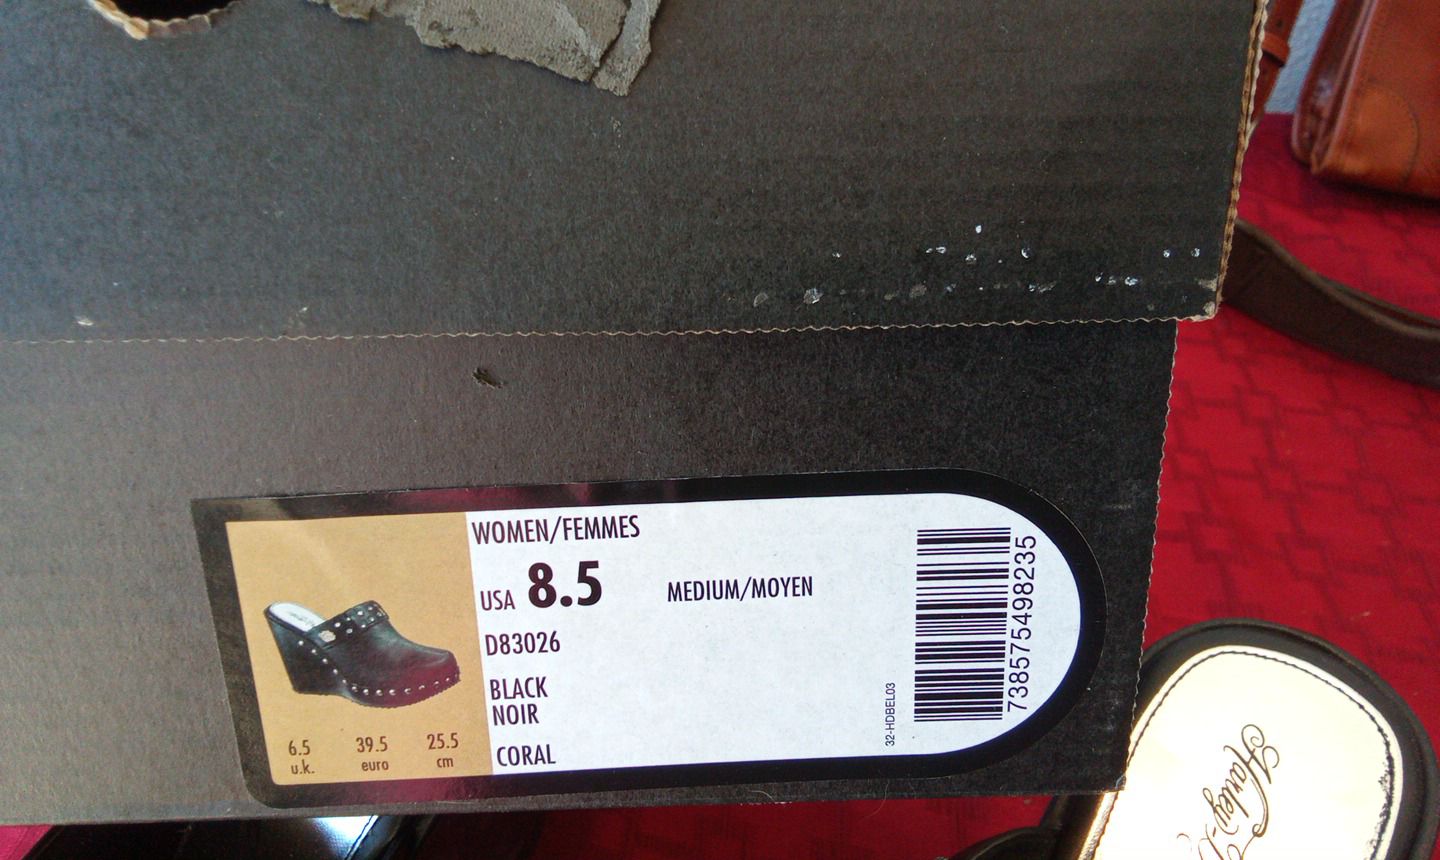 WOMEN/FEMMES
USA 8.5 MEDIUM/MOYEN
D83026
BLACK
NOIR
CORAL
6.5 39.5 25.5
u.k. euro cm
32-HDBEL03
738575498235
Harley-D